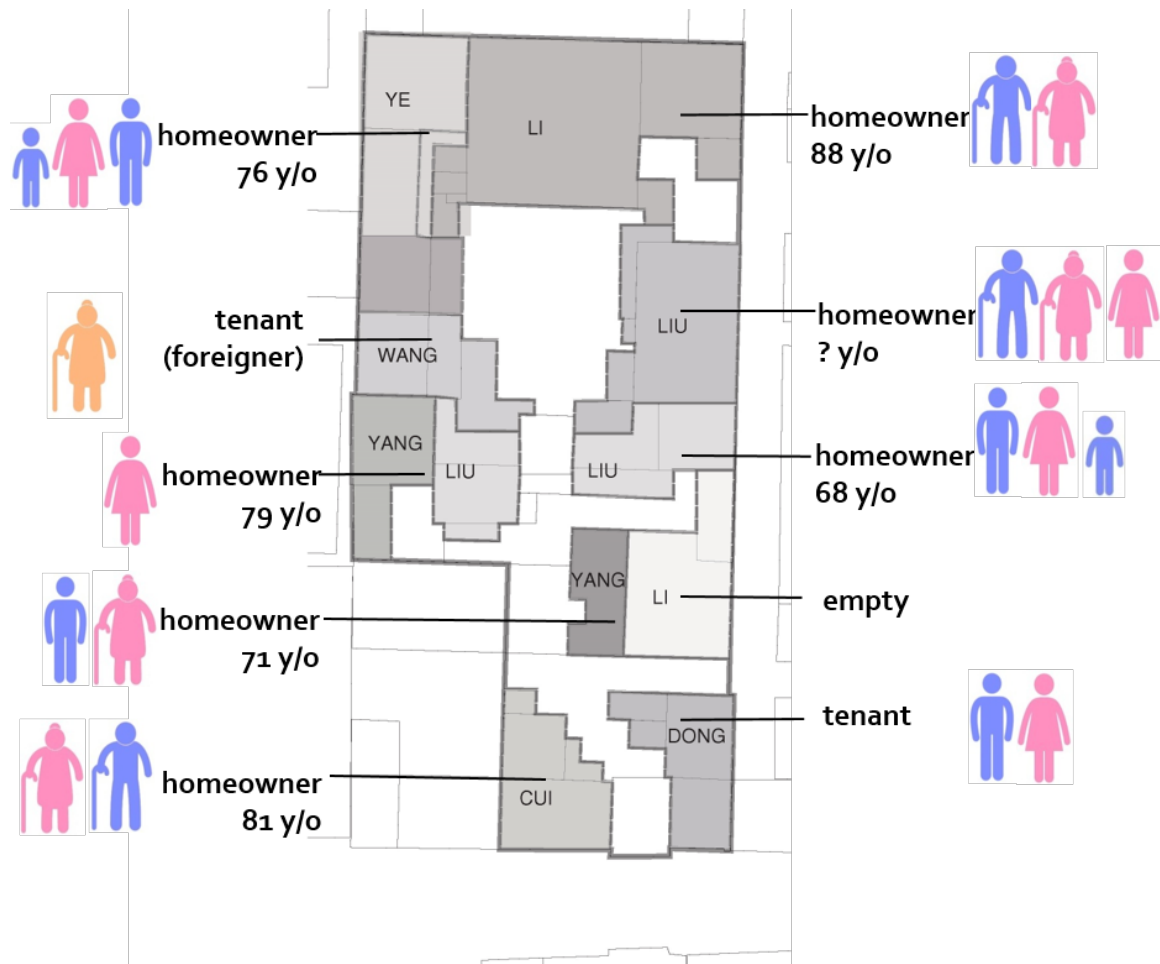 YE
LI
homeowner
76 y/o
homeowner
88 y/o
tenant
(foreigner)
WANG
LIU
homeowner
? y/o
YANG
LIU
LIU
homeowner
79 y/o
homeowner
68 y/o
YANG
LI
empty
homeowner
71 y/o
DONG
tenant
CUI
homeowner
81 y/o